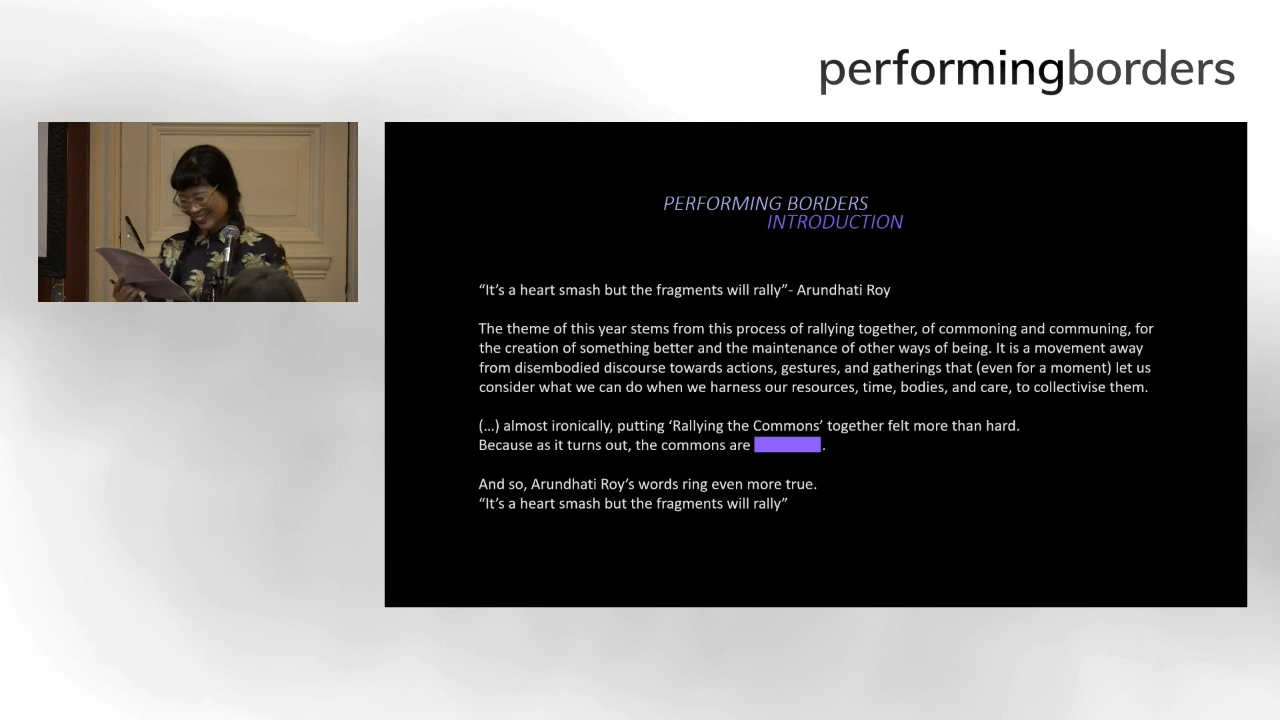 performingborders
PERFORMING BORDERS
INTRODUCTION
“It’s a heart smash but the fragments will rally”- Arundhati Roy
The theme of this year stems from this process of rallying together, of commoning and communing, for
the creation of something better and the maintenance of other ways of being. It is a movement away
from disembodied discourse towards actions, gestures, and gatherings that (even for a moment) let us
consider what we can do when we harness our resources, time, bodies, and care, to collectivise them.
(...) almost ironically, putting ‘Rallying the Commons’ together felt more than hard.
Because as it turns out, the commons are .
And so, Arundhati Roy’s words ring even more true.
“It’s a heart smash but the fragments will rally”